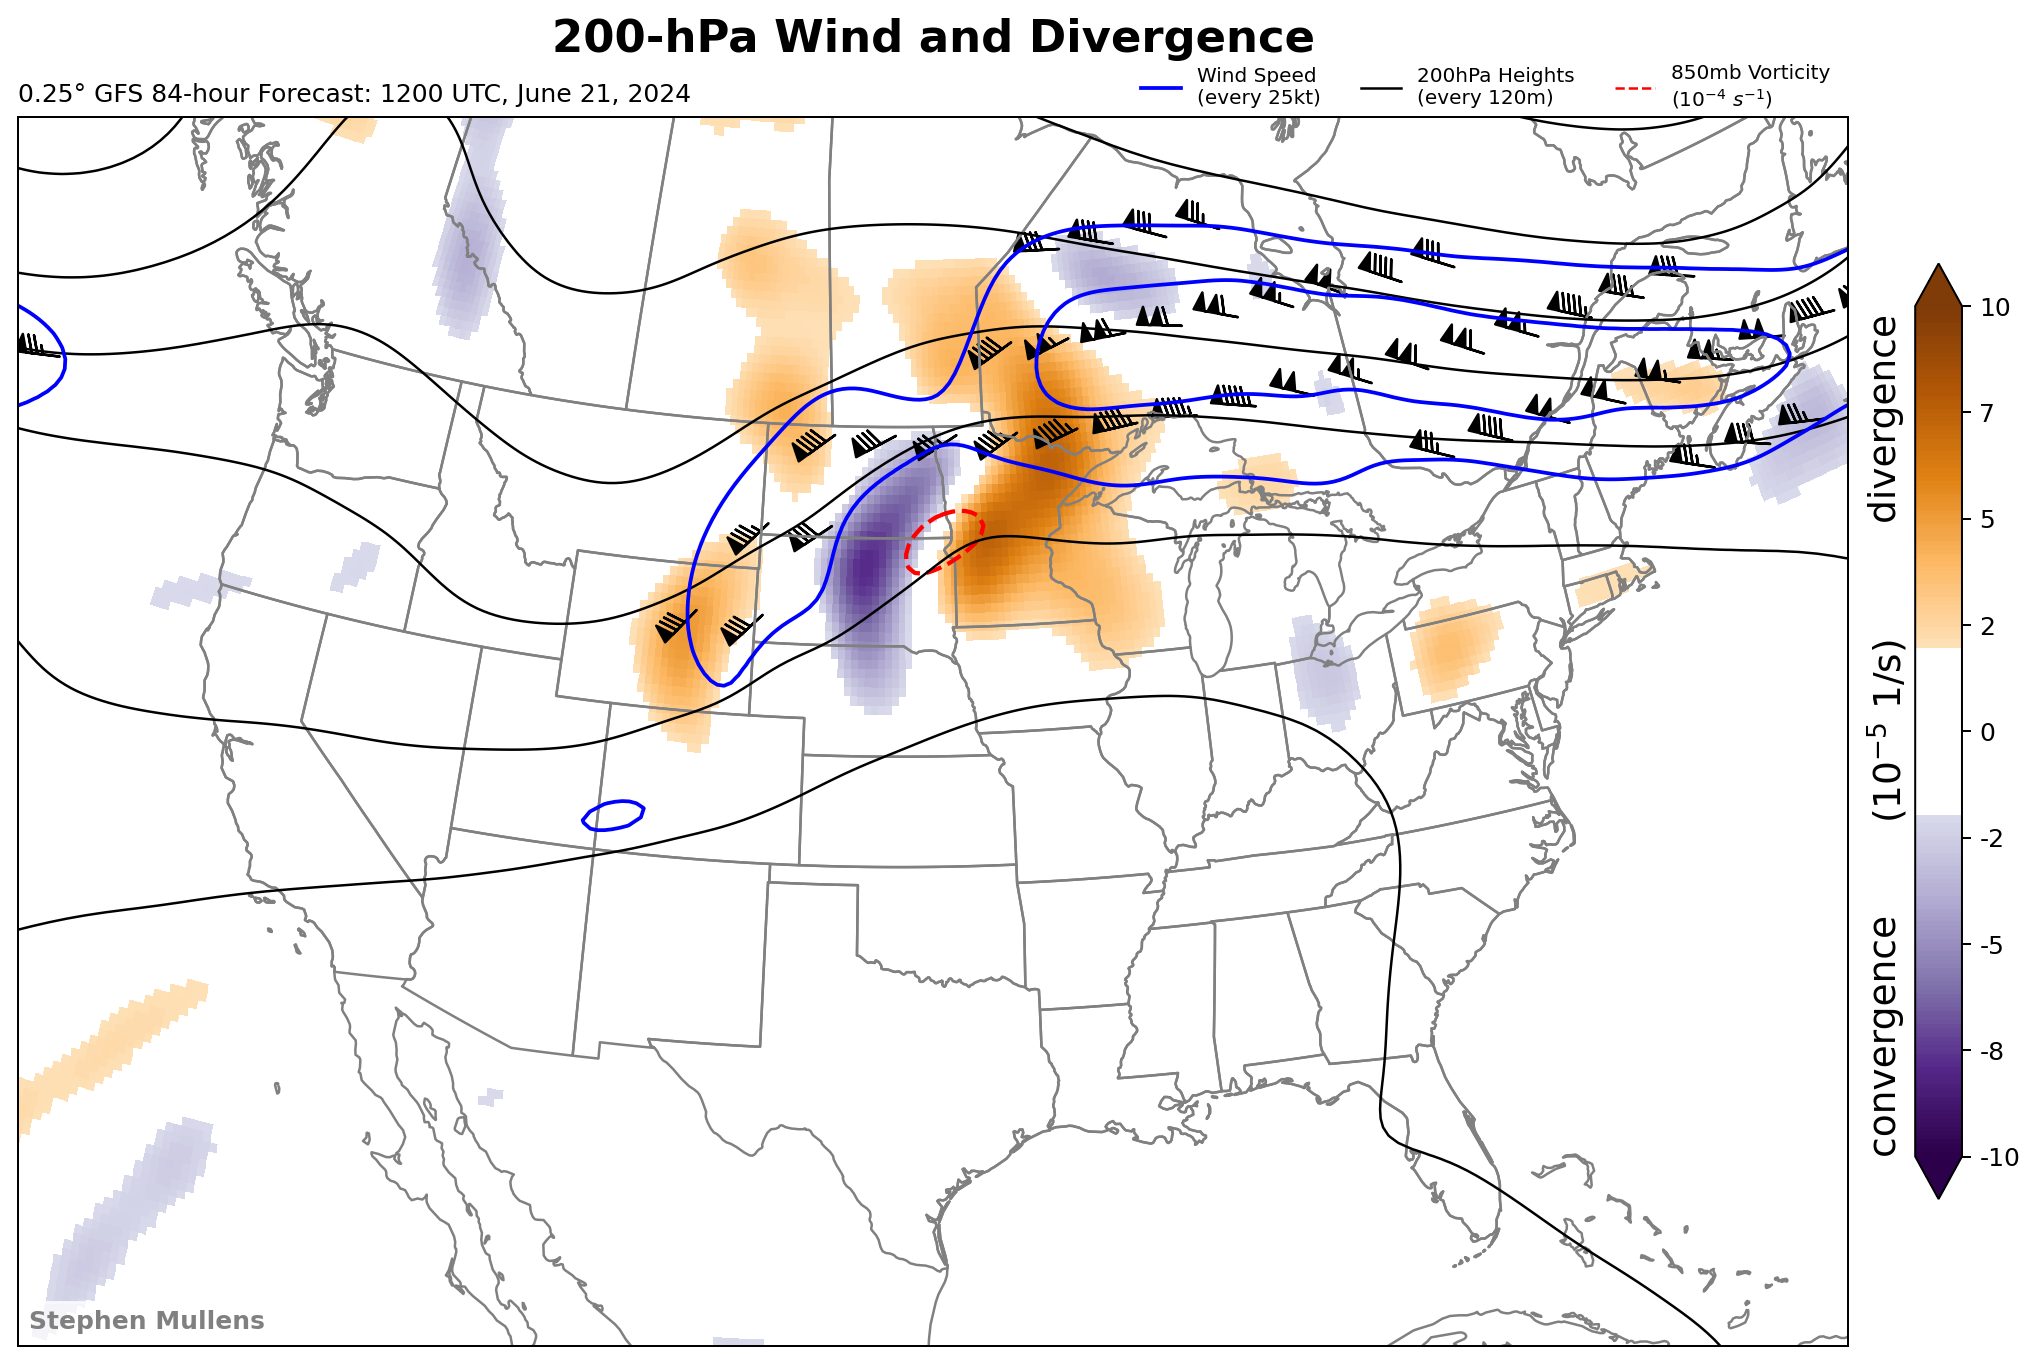 200-hPa Wind and Divergence
0.25° GFS 84-hour Forecast: 1200 UTC, June 21, 2024
Wind Speed
(every 25kt)
200hPa Heights
(every 120m)
850mb Vorticity
(10⁻⁴ s⁻¹)
10
7
5
2
0
-2
-5
-8
-10
convergence (10⁻⁵ 1/s) divergence
Stephen Mullens